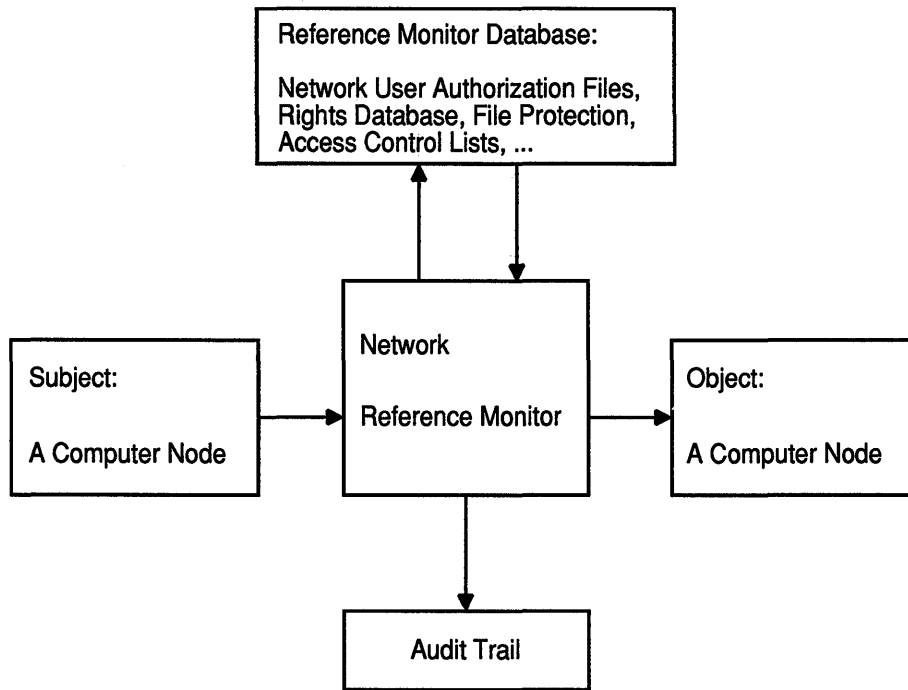 Reference Monitor Database:
Network User Authorization Files,
Rights Database, File Protection,
Access Control Lists, ...
Network
Reference Monitor
Subject:
A Computer Node
Object:
A Computer Node
Audit Trail